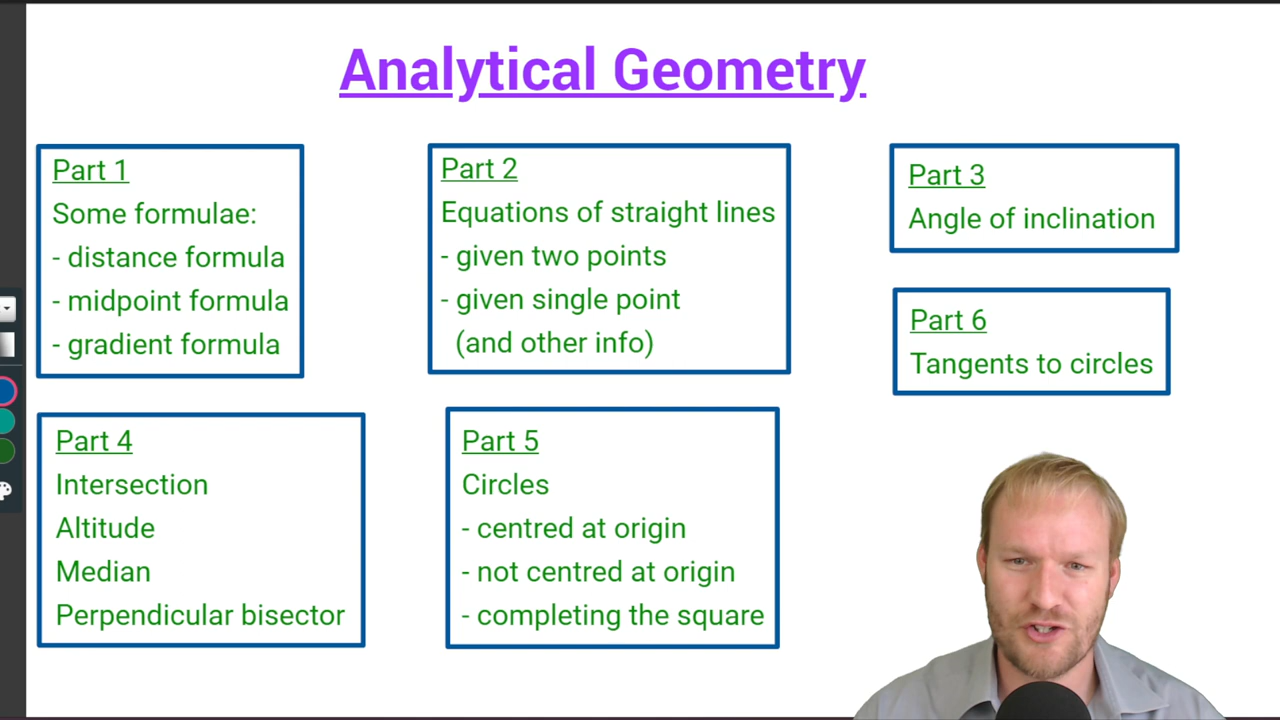 Analytical Geometry
Part 1
Some formulae:
- distance formula
- midpoint formula
- gradient formula
Part 2
Equations of straight lines
- given two points
- given single point
(and other info)
Part 3
Angle of inclination
Part 4
Intersection
Altitude
Median
Perpendicular bisector
Part 5
Circles
- centred at origin
- not centred at origin
- completing the square
Part 6
Tangents to circles